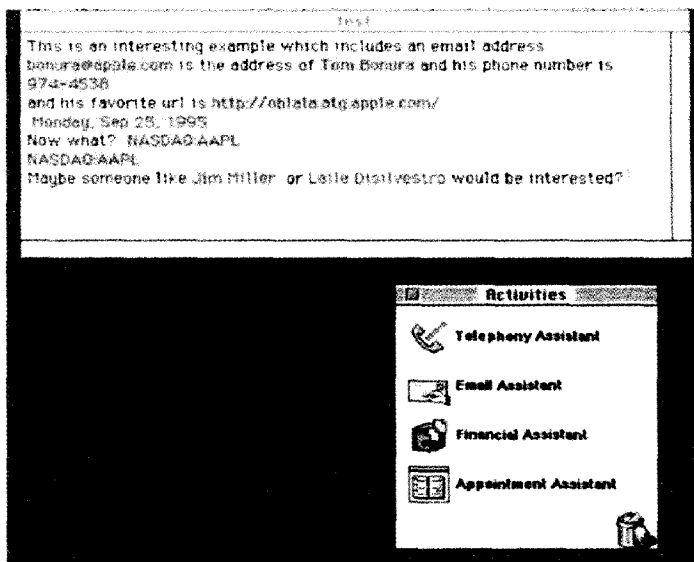 test
This is an interesting example which includes an email address
bonura@apple.com is the address of Tom Bonura and his phone number is
974-4538
and his favorite url is http://oblata.atg.apple.com/
Monday, Sep 25, 1995
Now what? NASDAQ:AAPL
NASDAQ:AAPL
Maybe someone like Jim Miller or Laile Disilvestro would be interested?
Activities
Telephony Assistant
Email Assistant
Financial Assistant
Appointment Assistant